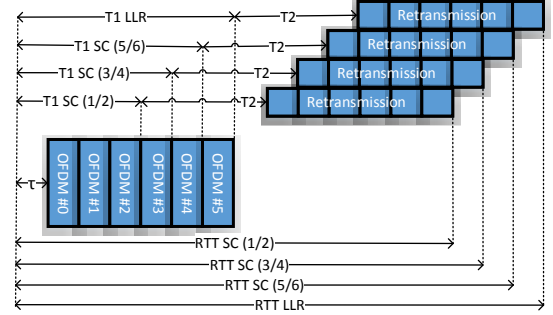 T1 LLR T2 Retransmission
T1 SC (5/6) T2 Retransmission
T1 SC (3/4) T2 Retransmission
T1 SC (1/2) T2 Retransmission
τ OFDM #0 OFDM #1 OFDM #2 OFDM #3 OFDM #4 OFDM #5
RTT SC (1/2)
RTT SC (3/4)
RTT SC (5/6)
RTT LLR